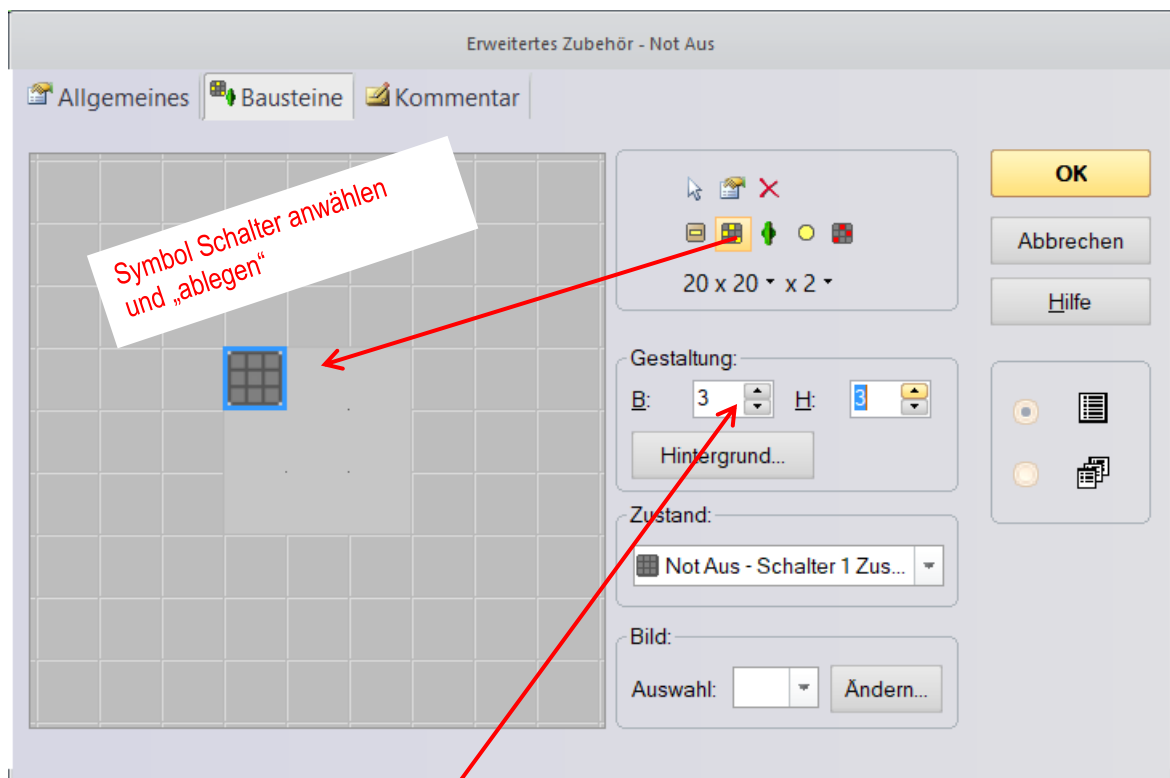 Erweitertes Zubehör - Not Aus
Allgemeines Bausteine Kommentar
Symbol Schalter anwählen
und „ablegen“
20 x 20 x 2
OK
Abbrechen
Hilfe
Gestaltung:
B: 3 H: 3
Hintergrund...
Zustand:
Not Aus - Schalter 1 Zus...
Bild:
Auswahl: Ändern...